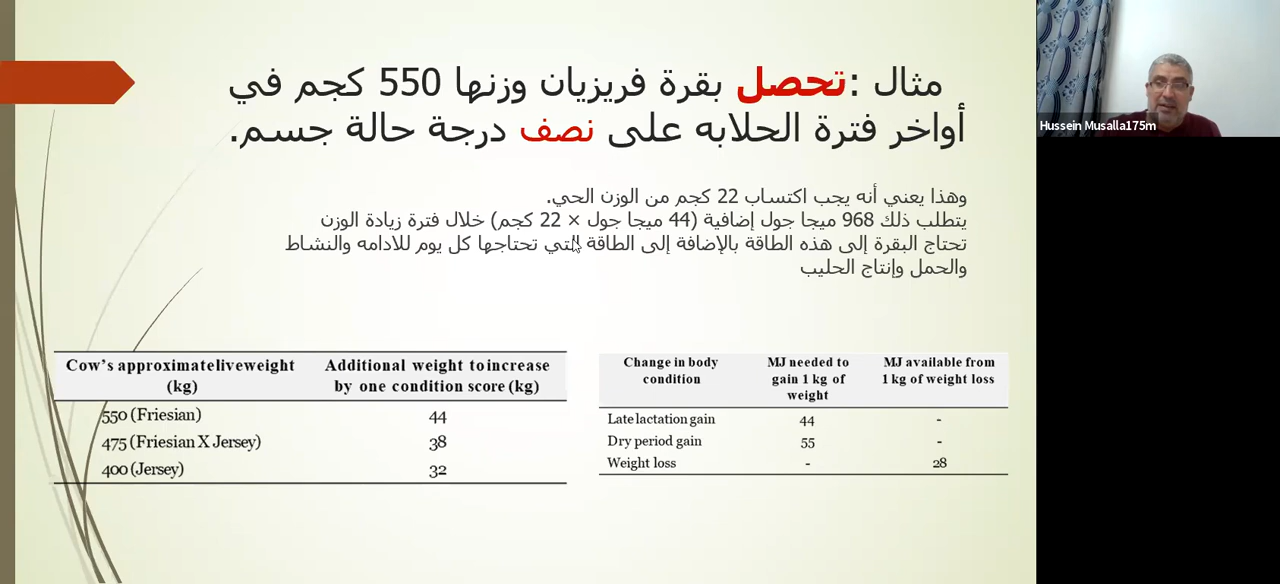 مثال :تحصل بقرة فريزيان وزنها 550 كجم في
أواخر فترة الحلابه على نصف درجة حالة جسم.
وهذا يعني أنه يجب اكتساب 22 كجم من الوزن الحي.
يتطلب ذلك 968 ميجا جول إضافية (44 ميجا جول × 22 كجم) خلال فترة زيادة الوزن
تحتاج البقرة إلى هذه الطاقة بالإضافة إلى الطاقة التي تحتاجها كل يوم للادامه والنشاط
والحمل وإنتاج الحليب
Cow's approximate liveweight (kg) Additional weight to increase by one condition score (kg)
550 (Friesian) 44
475 (Friesian X Jersey) 38
400 (Jersey) 32
Change in body condition MJ needed to gain 1 kg of weight MJ available from 1 kg of weight loss
Late lactation gain 44 -
Dry period gain 55 -
Weight loss - 28
Hussein Musalla175m